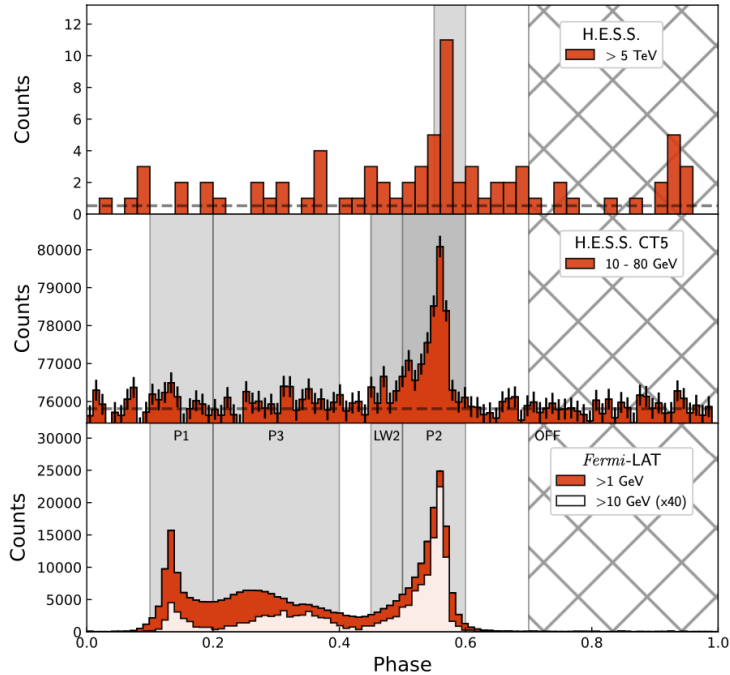 12
10
8
6
4
2
0
Counts
H.E.S.S.
> 5 TeV
80000
79000
78000
77000
76000
Counts
H.E.S.S. CT5
10 - 80 GeV
30000
25000
20000
15000
10000
5000
0
Counts
P1
P3
LW2
P2
OFF
Fermi-LAT
>1 GeV
>10 GeV (x40)
0.0 0.2 0.4 0.6 0.8 1.0
Phase